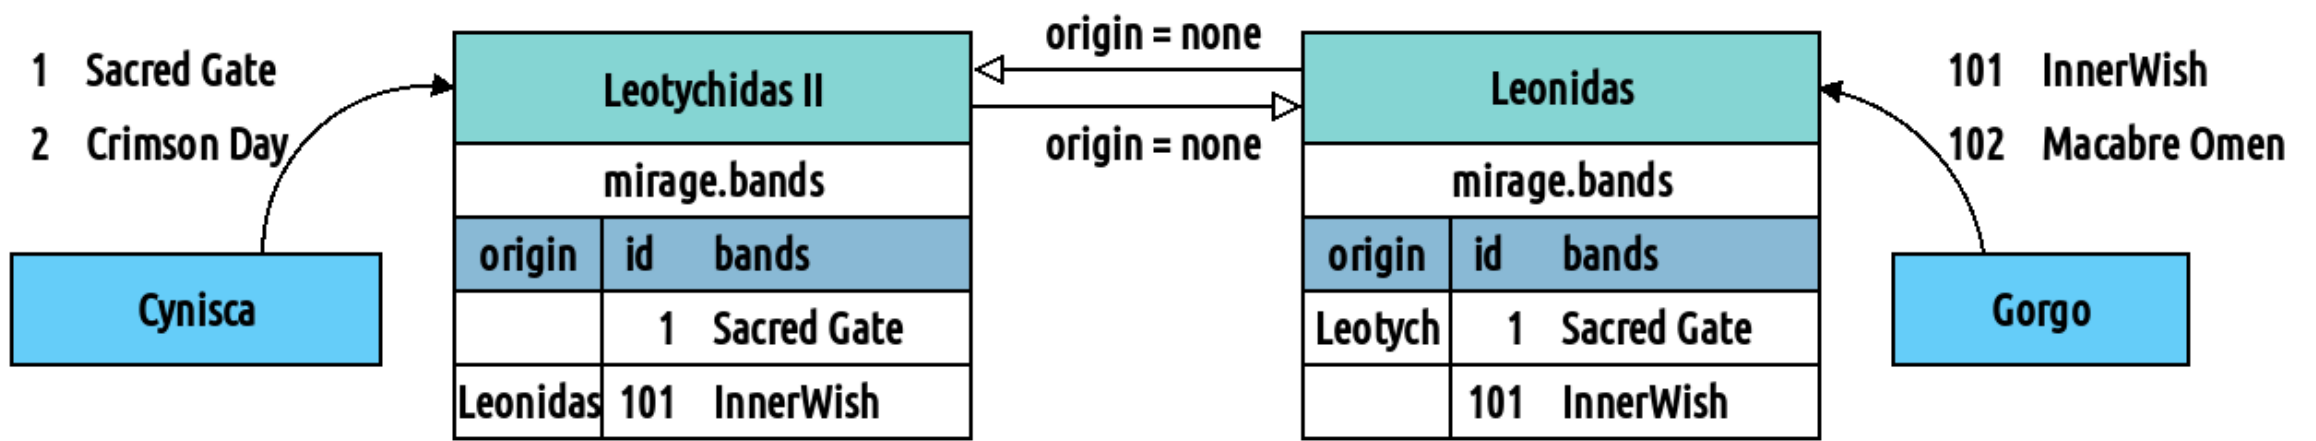 1 Sacred Gate
2 Crimson Day
Cynisca
Leotychidas II
mirage.bands
origin id bands
1 Sacred Gate
Leonidas 101 InnerWish
origin = none
origin = none
Leonidas
mirage.bands
origin id bands
Leotych 1 Sacred Gate
101 InnerWish
101 InnerWish
102 Macabre Omen
Gorgo